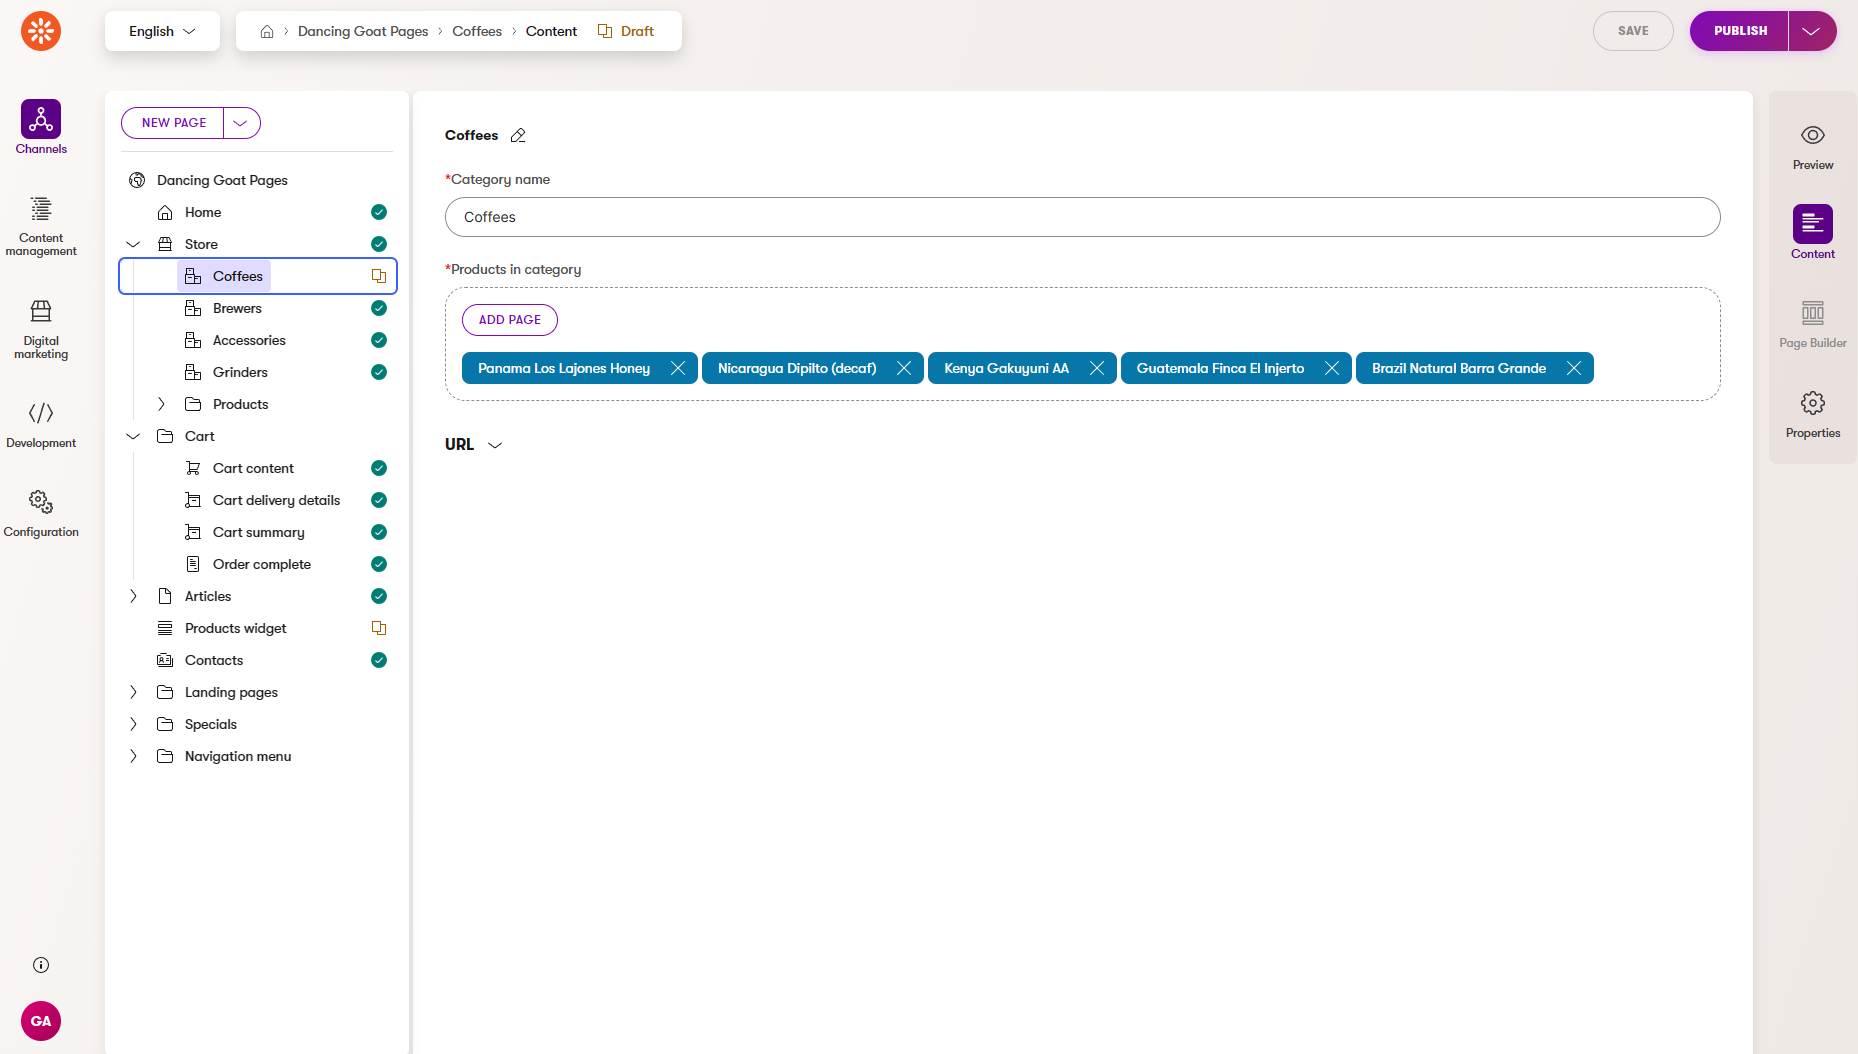 English
Dancing Goat Pages
Coffees
Content
Draft
SAVE
PUBLISH
Channels
Content management
Digital marketing
Development
Configuration
GA
NEW PAGE
Dancing Goat Pages
Home
Store
Coffees
Brewers
Accessories
Grinders
Products
Cart
Cart content
Cart delivery details
Cart summary
Order complete
Articles
Products widget
Contacts
Landing pages
Specials
Navigation menu
Coffees
*Category name
Coffees
*Products in category
ADD PAGE
Panama Los Lajones Honey
Nicaragua Dipilto (decaf)
Kenya Gakuyuni AA
Guatemala Finca El Injerto
Brazil Natural Barra Grande
URL
Preview
Content
Page Builder
Properties